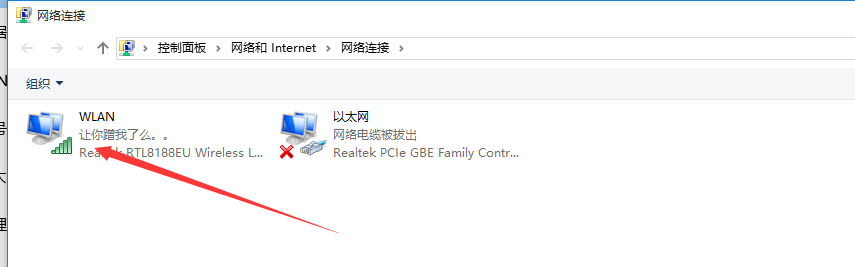 网络连接
控制面板 > 网络和 Internet > 网络连接 >
组织
WLAN
让你蹭我了么。。
Realtek RTL8188EU Wireless L...
以太网
网络电缆被拔出
Realtek PCIe GBE Family Contr...